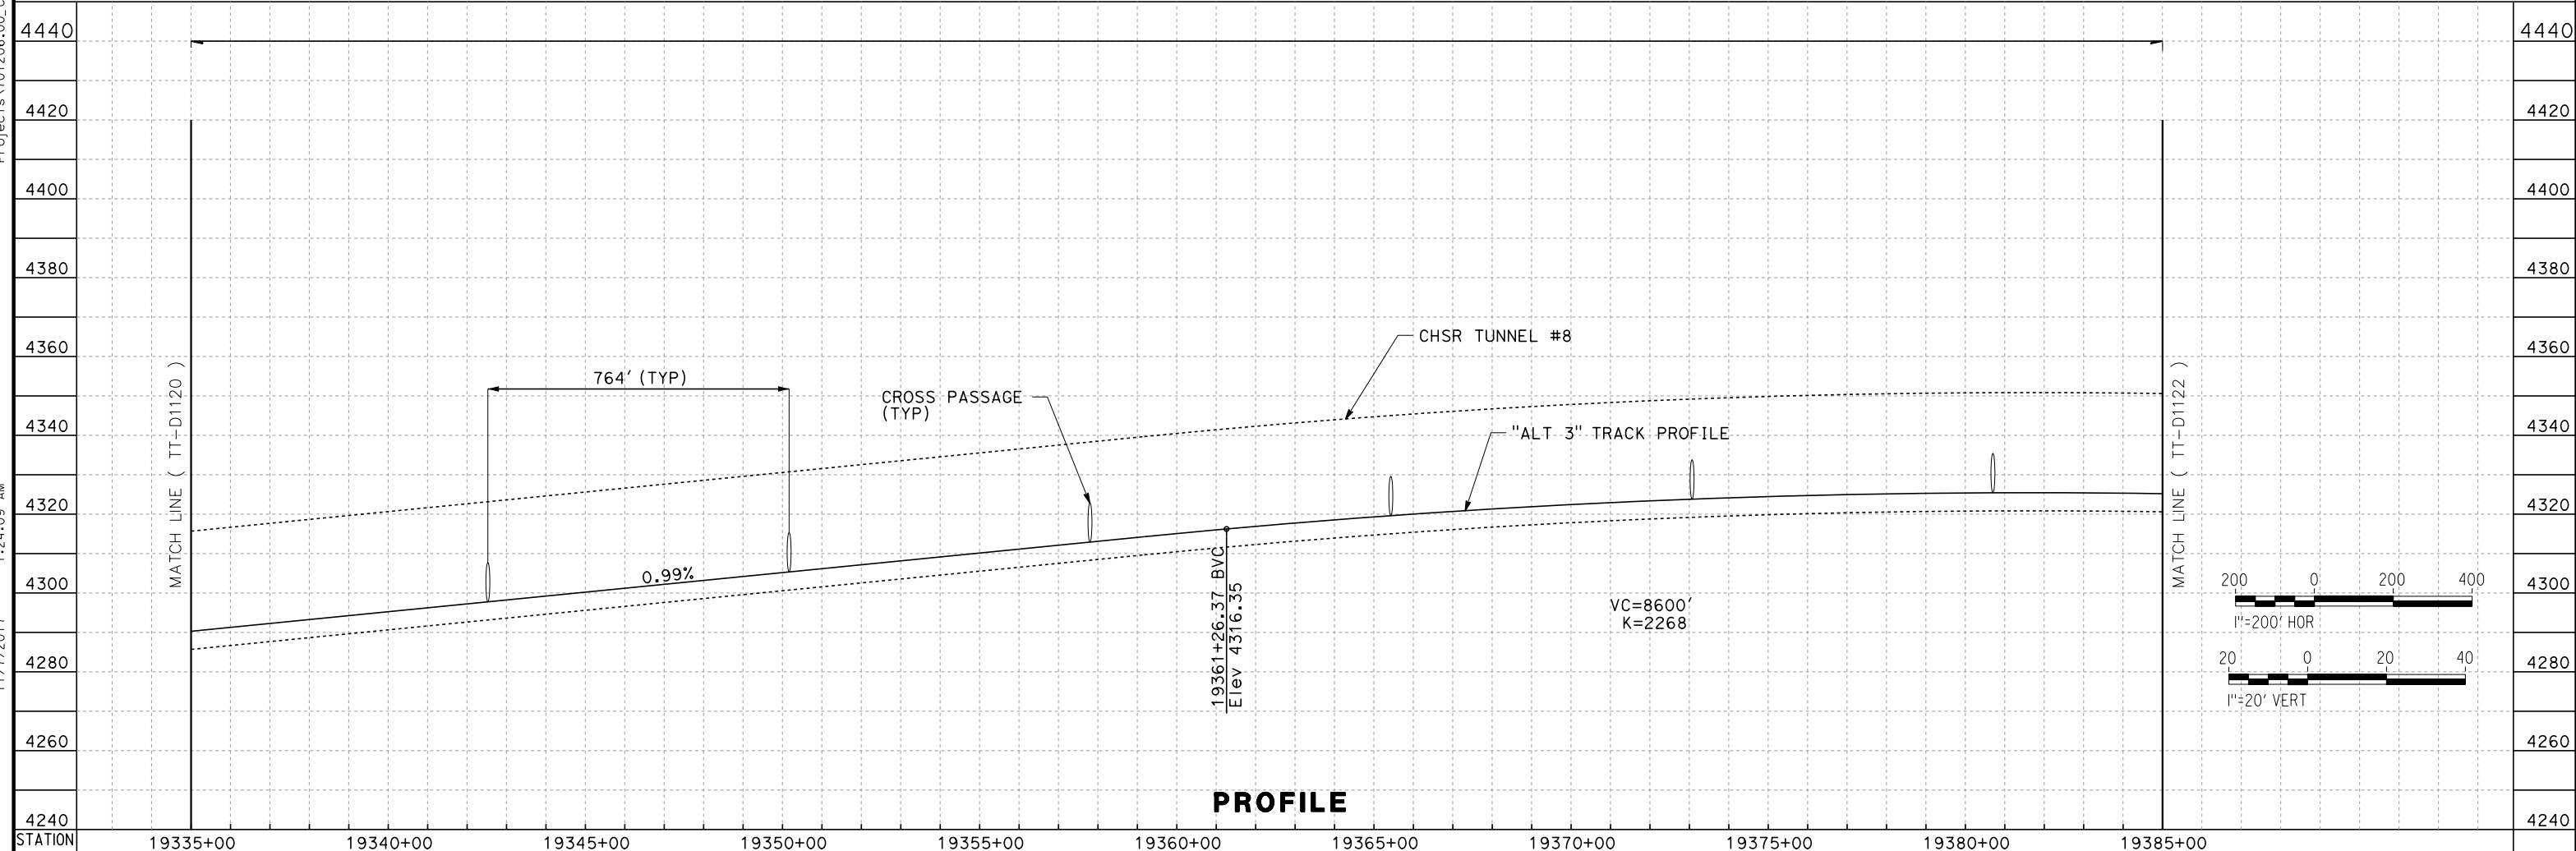 4440 4440
4420 4420
4400 4400
4380 4380
4360 4360
4340 4340
4320 4320
4300 4300
4280 4280
4260 4260
4240 4240
MATCH LINE ( TT-D1120 )
764' (TYP)
CROSS PASSAGE
(TYP)
CHSR TUNNEL #8
"ALT 3" TRACK PROFILE
0.99%
19361+26.37 BVC
Elev 4316.35
VC=8600'
K=2268
MATCH LINE ( TT-D1122 )
200 0 200 400
1"=200' HOR
20 0 20 40
1"=20' VERT
PROFILE
STATION 19335+00 19340+00 19345+00 19350+00 19355+00 19360+00 19365+00 19370+00 19375+00 19380+00 19385+00